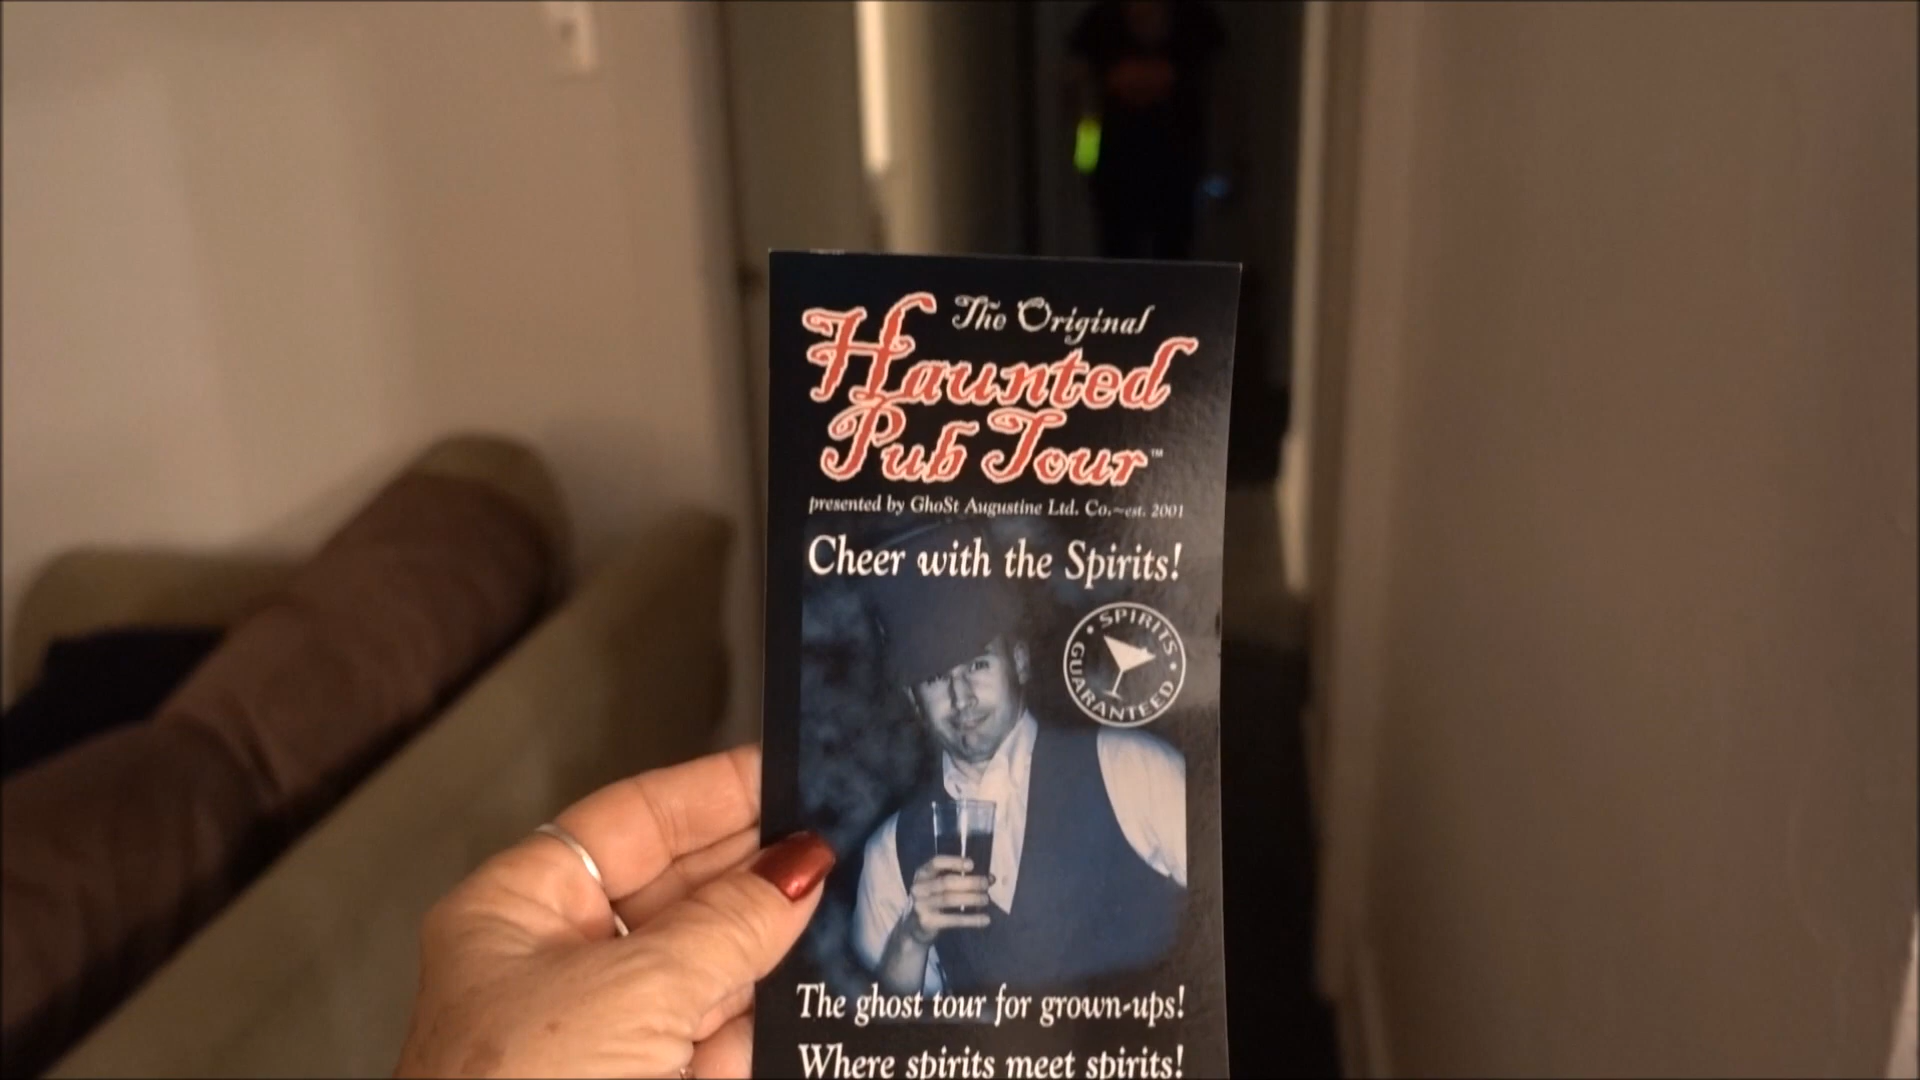 The Original
Haunted
Pub Tour™
presented by GhoSt Augustine Ltd. Co.~est. 2001
Cheer with the Spirits!
• SPIRITS •
GUARANTEED
The ghost tour for grown-ups!
Where spirits meet spirits!